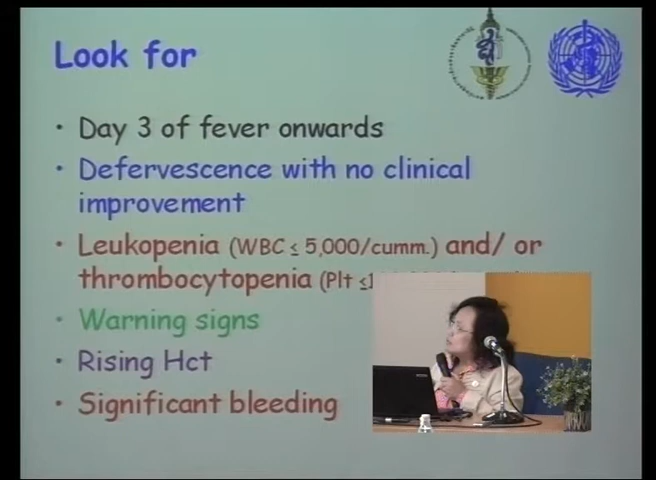 Look for
• Day 3 of fever onwards
• Defervescence with no clinical
improvement
• Leukopenia (WBC ≤ 5,000/cumm.) and/ or
thrombocytopenia (Plt ≤1
• Warning signs
• Rising Hct
• Significant bleeding